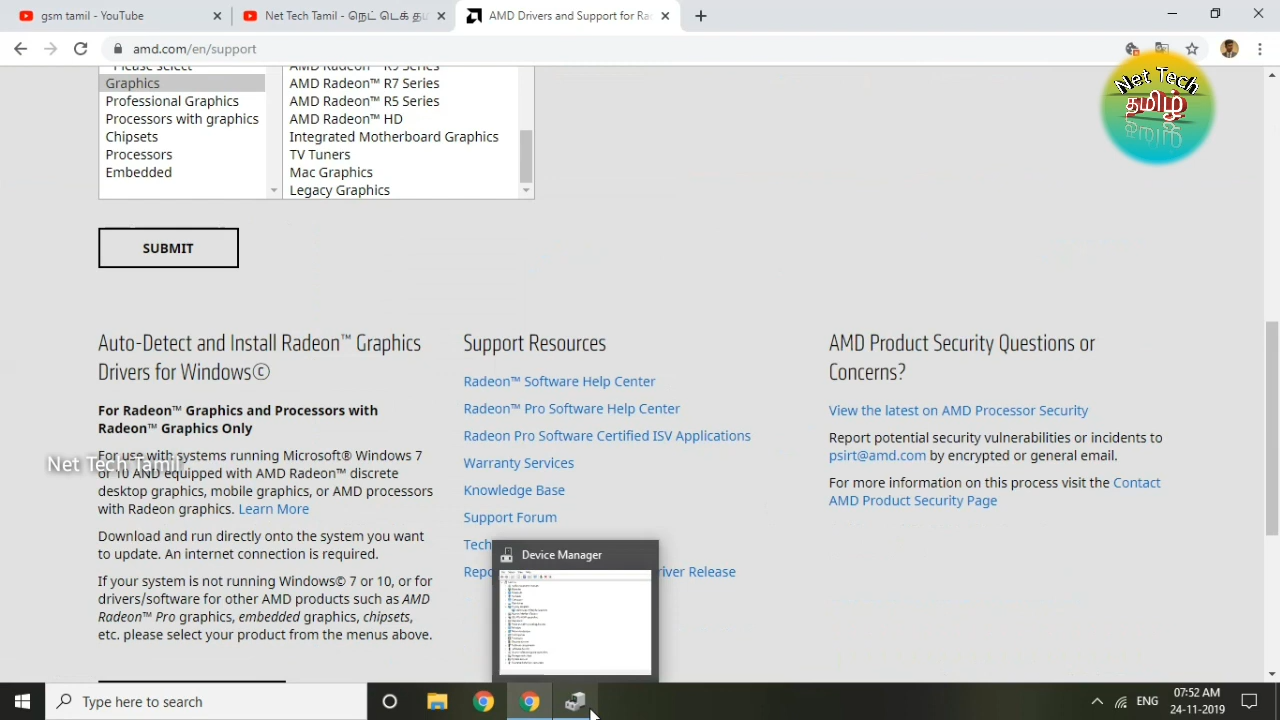 gsm tamil - YouTube
Net Tech Tamil - நெட் டெக் தமி
AMD Drivers and Support for Ra
amd.com/en/support
Net Tech
தமிழ்
Please select
AMD Radeon™ R6 Series
Graphics
AMD Radeon™ R7 Series
Professional Graphics
AMD Radeon™ R5 Series
Processors with graphics
AMD Radeon™ HD
Chipsets
Integrated Motherboard Graphics
Processors
TV Tuners
Embedded
Mac Graphics
Legacy Graphics
SUBMIT
Auto-Detect and Install Radeon™ Graphics
Drivers for Windows©
For Radeon™ Graphics and Processors with
Radeon™ Graphics Only
For use with systems running Microsoft® Windows 7
or 10 AND equipped with AMD Radeon™ discrete
desktop graphics, mobile graphics, or AMD processors
with Radeon graphics. Learn More
Download and run directly onto the system you want
to update. An internet connection is required.
If your system is not running Windows© 7 or 10, or for
drivers/software for other AMD products such as AMD
Radeon™ Pro graphics, embedded graphics, chipsets,
etc. please select your product from the menus above.
Net Tech Tamil
Support Resources
Radeon™ Software Help Center
Radeon™ Pro Software Help Center
Radeon Pro Software Certified ISV Applications
Warranty Services
Knowledge Base
Support Forum
Tech
Repo
river Release
AMD Product Security Questions or
Concerns?
View the latest on AMD Processor Security
Report potential security vulnerabilities or incidents to
psirt@amd.com by encrypted or general email.
For more information on this process visit the Contact
AMD Product Security Page
Device Manager
Type here to search
ENG
07:52 AM
24-11-2019